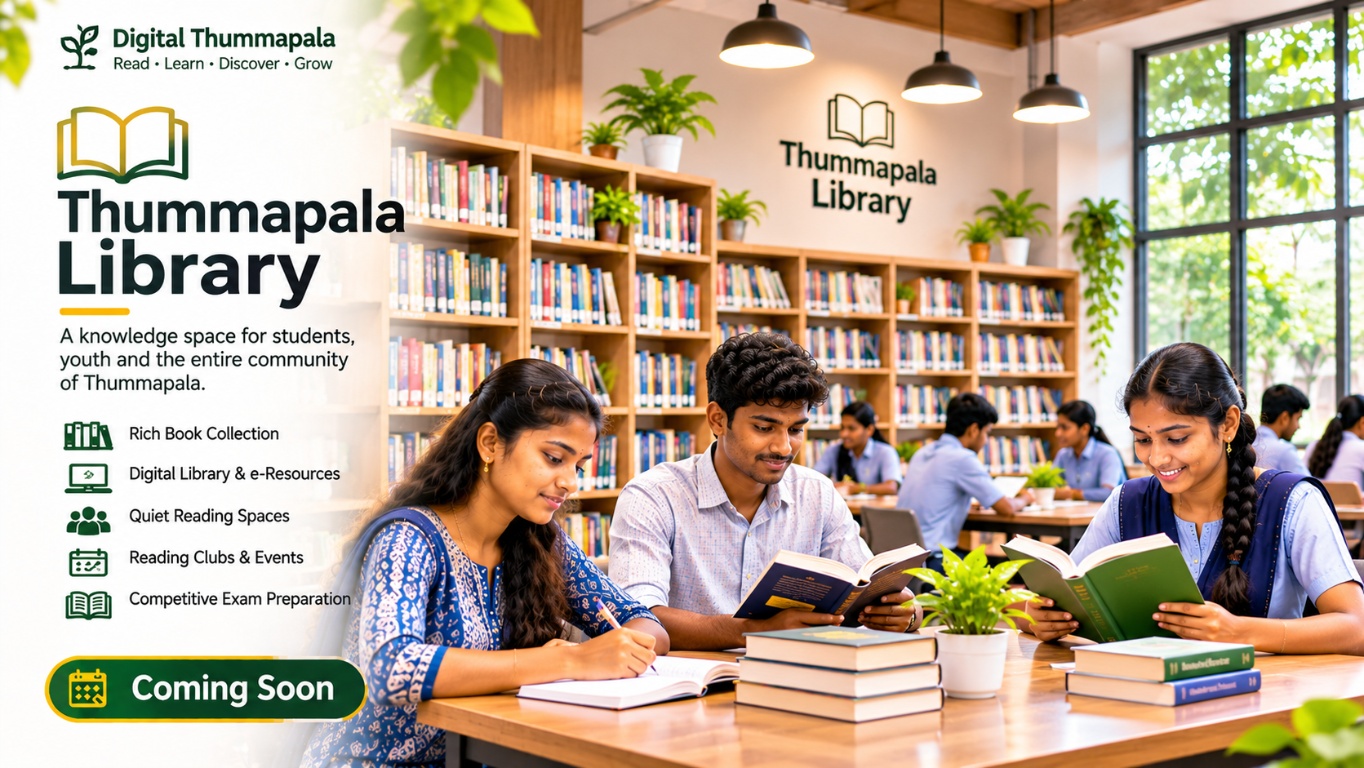 Digital Thummapala
Read • Learn • Discover • Grow
Thummapala
Library
A knowledge space for students,
youth and the entire community
of Thummapala.
Rich Book Collection
Digital Library & e-Resources
Quiet Reading Spaces
Reading Clubs & Events
Competitive Exam Preparation
Coming Soon
Thummapala
Library